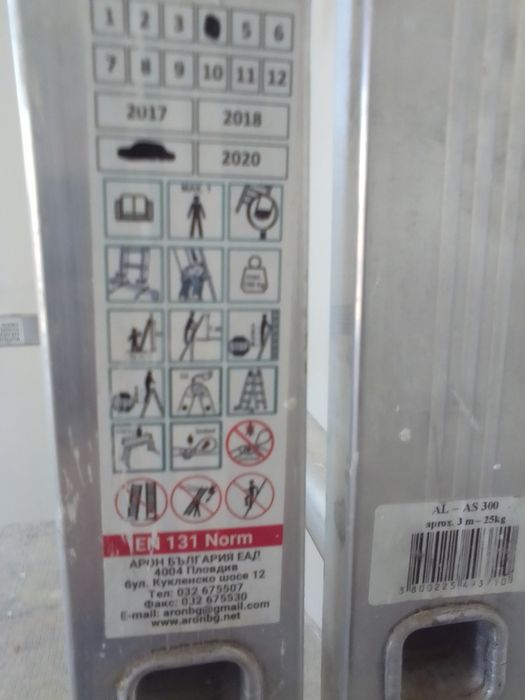 1 2 3 5 6
7 8 9 10 11 12
2017 2018
2020
MAX. 1
EN 131 Norm
АРОН БЪЛГАРИЯ ЕАД
4004 Пловдив
бул. Кукленско шосе 12
Тел: 032 675507
Факс: 032 675530
E-mail: aronbg@gmail.com
www.aronbg.net
AL – AS 300
aprox. 3 m – 25kg